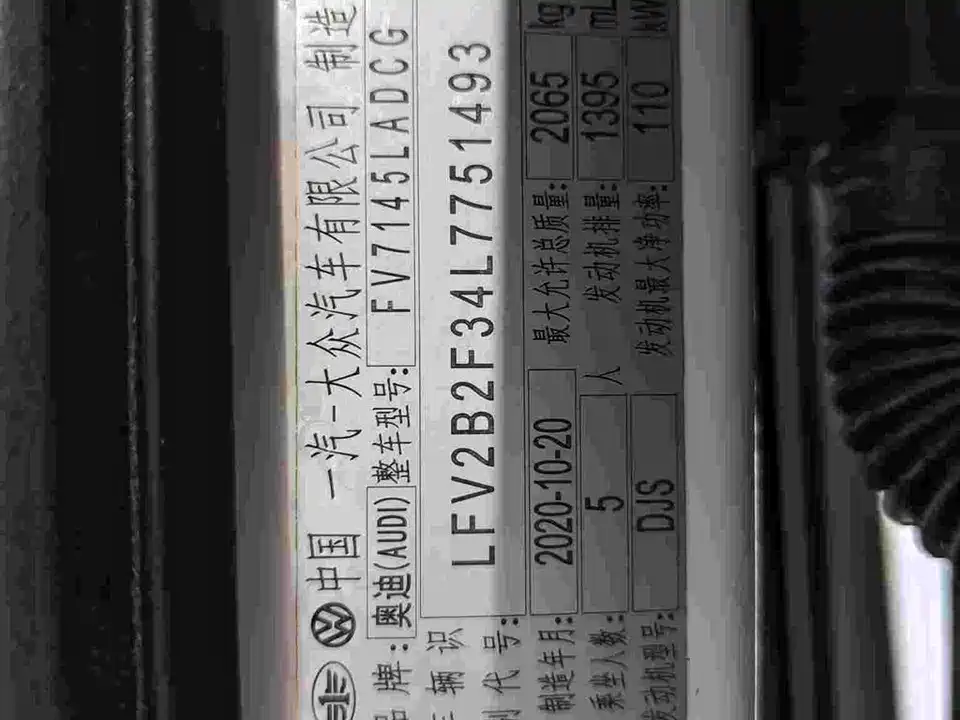 中国 一汽-大众汽车有限公司 制造
品牌: 奥迪(AUDI) 整车型号: FV7145LADCG
车辆识
别代号: LFV2B2F34L7751493
制造年月: 2020-10-20 最大允许总质量: 2065 kg
乘坐人数: 5 人 发动机排量: 1395 mL
发动机型号: DJS 发动机最大净功率: 110 kW